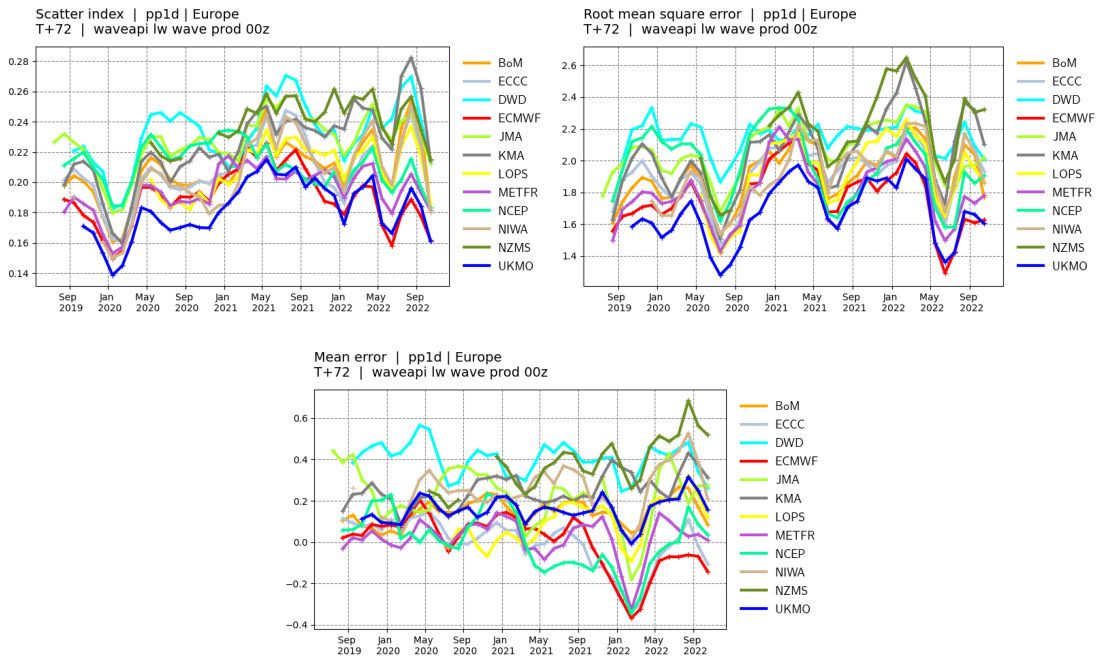 Scatter index | pp1d | Europe
T+72 | waveapi lw wave prod 00z
0.28
0.26
0.24
0.22
0.20
0.18
0.16
0.14
Sep 2019
Jan 2020
May 2020
Sep 2020
Jan 2021
May 2021
Sep 2021
Jan 2022
May 2022
Sep 2022
BoM
ECCC
DWD
ECMWF
JMA
KMA
LOPS
METFR
NCEP
NIWA
NZMS
UKMO
Root mean square error | pp1d | Europe
T+72 | waveapi lw wave prod 00z
2.6
2.4
2.2
2.0
1.8
1.6
1.4
Sep 2019
Jan 2020
May 2020
Sep 2020
Jan 2021
May 2021
Sep 2021
Jan 2022
May 2022
Sep 2022
BoM
ECCC
DWD
ECMWF
JMA
KMA
LOPS
METFR
NCEP
NIWA
NZMS
UKMO
Mean error | pp1d | Europe
T+72 | waveapi lw wave prod 00z
0.6
0.4
0.2
0.0
−0.2
−0.4
Sep 2019
Jan 2020
May 2020
Sep 2020
Jan 2021
May 2021
Sep 2021
Jan 2022
May 2022
Sep 2022
BoM
ECCC
DWD
ECMWF
JMA
KMA
LOPS
METFR
NCEP
NIWA
NZMS
UKMO